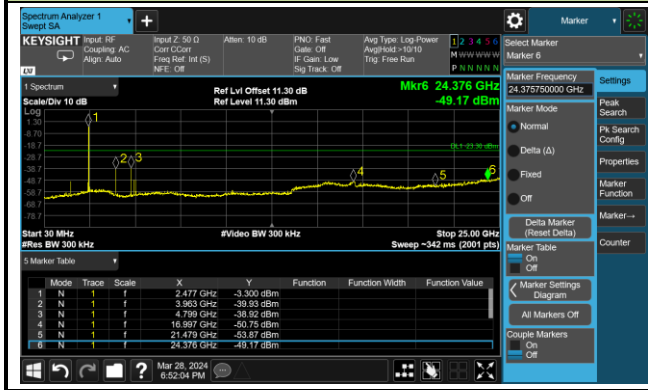 Spectrum Analyzer 1
Swept SA
+
Marker
KEYSIGHT
Input: RF
Coupling: AC
Align: Auto
Input Z: 50 Ω
Corr CCorr
Freq Ref: Int (S)
NFE: Off
Atten: 10 dB
PNO: Fast
Gate: Off
IF Gain: Low
Sig Track: Off
Avg Type: Log-Power
Avg|Hold:>10/10
Trig: Free Run
1 2 3 4 5 6
M W W W W W
P N N N N N
LXI
Select Marker
Marker 6
1 Spectrum
Scale/Div 10 dB
Log
Ref Lvl Offset 11.30 dB
Ref Level 11.30 dBm
Mkr6 24.376 GHz
-49.17 dBm
1.30
-8.70
-18.7
-28.7
-38.7
-48.7
-58.7
-68.7
-78.7
1
2
3
4
5
6
DL1 -23.30 dBm
Start 30 MHz
#Res BW 300 kHz
#Video BW 300 kHz
Stop 25.00 GHz
Sweep ~342 ms (2001 pts)
5 Marker Table
Mode Trace Scale X Y Function Function Width Function Value
1 N 1 f 2.477 GHz -3.300 dBm
2 N 1 f 3.963 GHz -39.93 dBm
3 N 1 f 4.799 GHz -38.92 dBm
4 N 1 f 16.997 GHz -50.75 dBm
5 N 1 f 21.479 GHz -53.87 dBm
6 N 1 f 24.376 GHz -49.17 dBm
Marker Frequency
24.375750000 GHz
Marker Mode
Normal
Delta (Δ)
Fixed
Off
Delta Marker
(Reset Delta)
Marker Table
On
Off
Marker Settings
Diagram
All Markers Off
Couple Markers
On
Off
Settings
Peak
Search
Pk Search
Config
Properties
Marker
Function
Marker→
Counter
?
Mar 28, 2024
6:52:04 PM